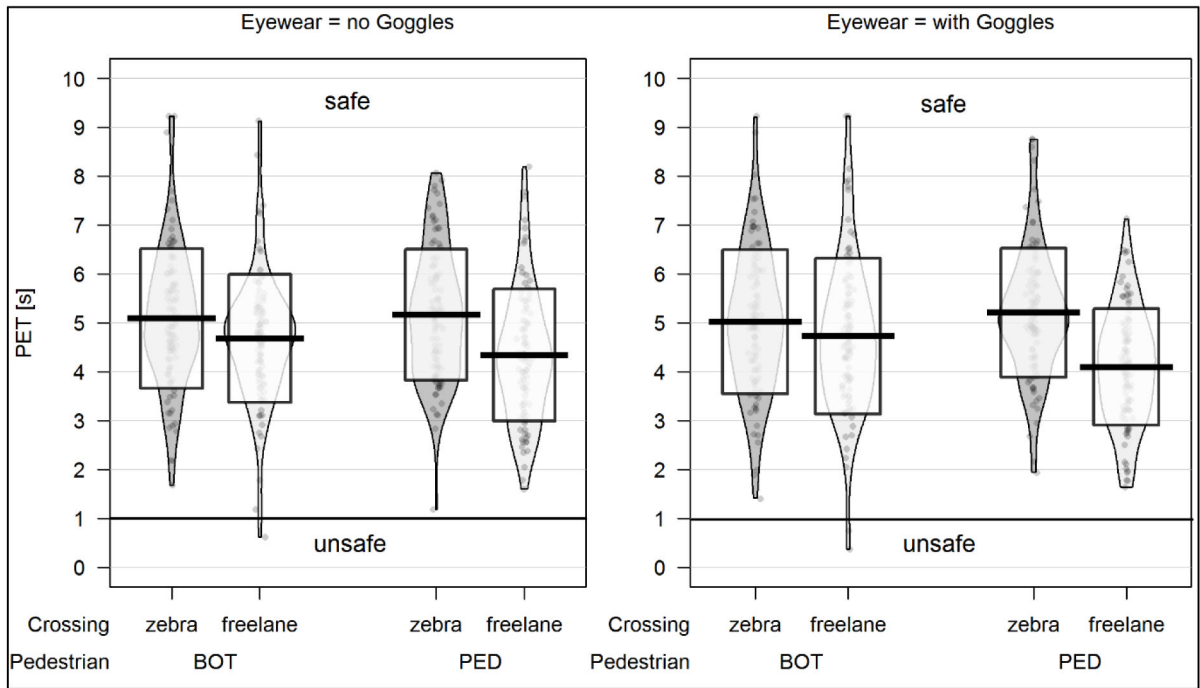 Eyewear = no Goggles
Eyewear = with Goggles
PET [s]
10
9
8
7
6
5
4
3
2
1
0
safe
unsafe
10
9
8
7
6
5
4
3
2
1
0
safe
unsafe
Crossing zebra freelane zebra freelane
Pedestrian BOT PED
Crossing zebra freelane zebra freelane
Pedestrian BOT PED